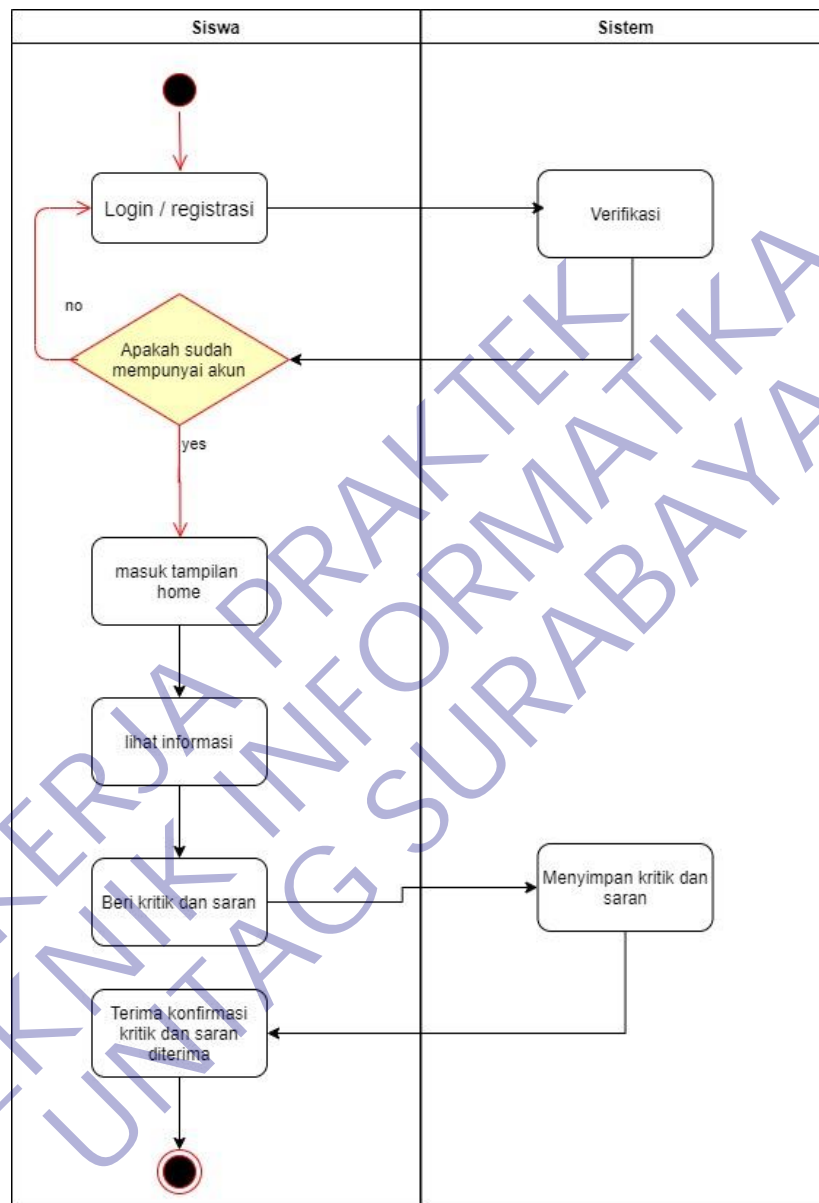 Siswa
Sistem
Login / registrasi
Verifikasi
no
Apakah sudah
mempunyai akun
yes
masuk tampilan
home
lihat informasi
Beri kritik dan saran
Menyimpan kritik dan
saran
Terima konfirmasi
kritik dan saran
diterima
KERJA PRAKTEK
TEKNIK INFORMATIKA
UNTAG SURABAYA